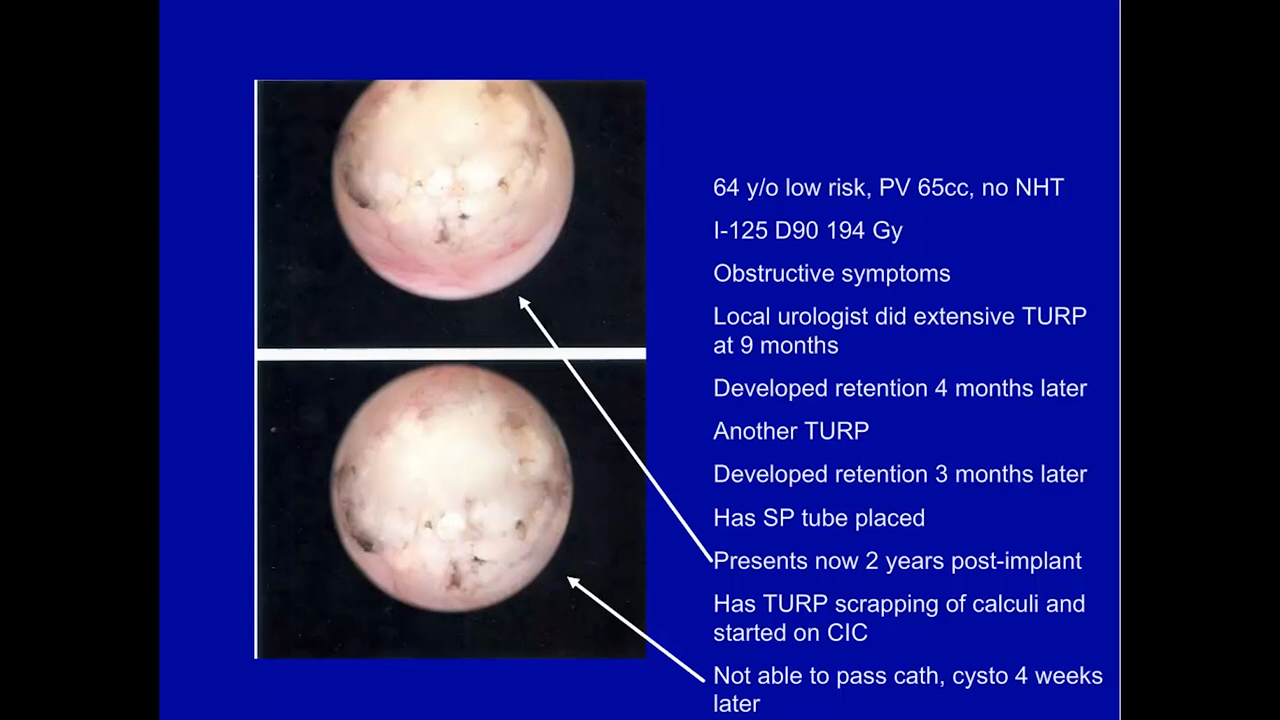 64 y/o low risk, PV 65cc, no NHT
I-125 D90 194 Gy
Obstructive symptoms
Local urologist did extensive TURP
at 9 months
Developed retention 4 months later
Another TURP
Developed retention 3 months later
Has SP tube placed
Presents now 2 years post-implant
Has TURP scrapping of calculi and
started on CIC
Not able to pass cath, cysto 4 weeks
later